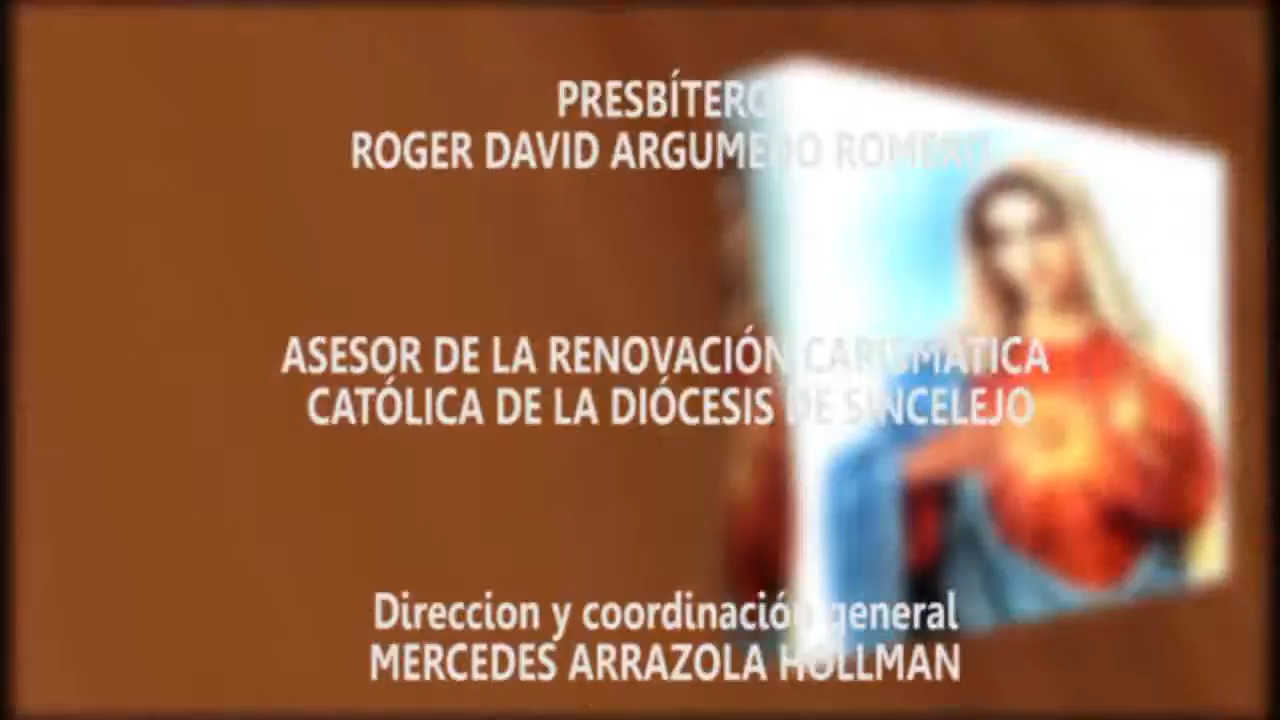 PRESBÍTERO
ROGER DAVID ARGUMEDO ROMERO
ASESOR DE LA RENOVACIÓN CARISMÁTICA
CATÓLICA DE LA DIÓCESIS DE SINCELEJO
Direccion y coordinación general
MERCEDES ARRAZOLA HOLLMAN